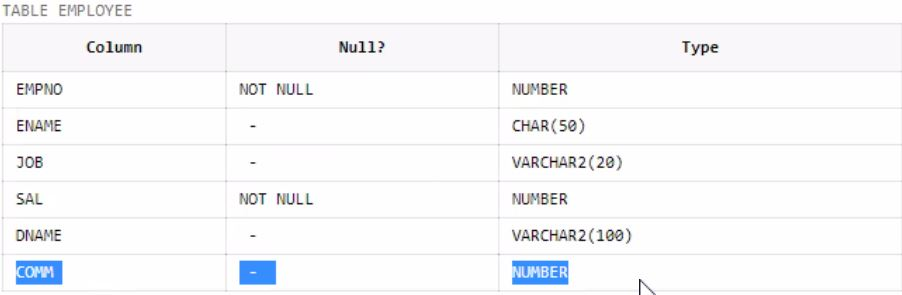 TABLE EMPLOYEE
Column Null? Type
EMPNO NOT NULL NUMBER
ENAME - CHAR(50)
JOB - VARCHAR2(20)
SAL NOT NULL NUMBER
DNAME - VARCHAR2(100)
COMM - NUMBER